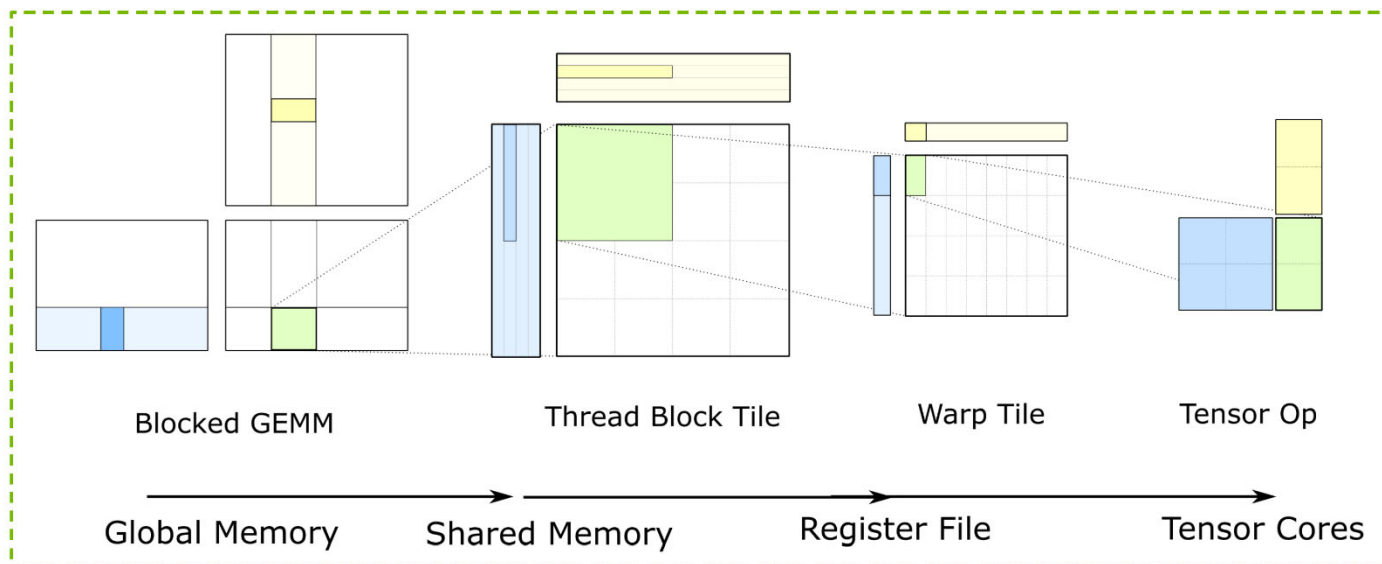 Blocked GEMM
Thread Block Tile
Warp Tile
Tensor Op
Global Memory
Shared Memory
Register File
Tensor Cores